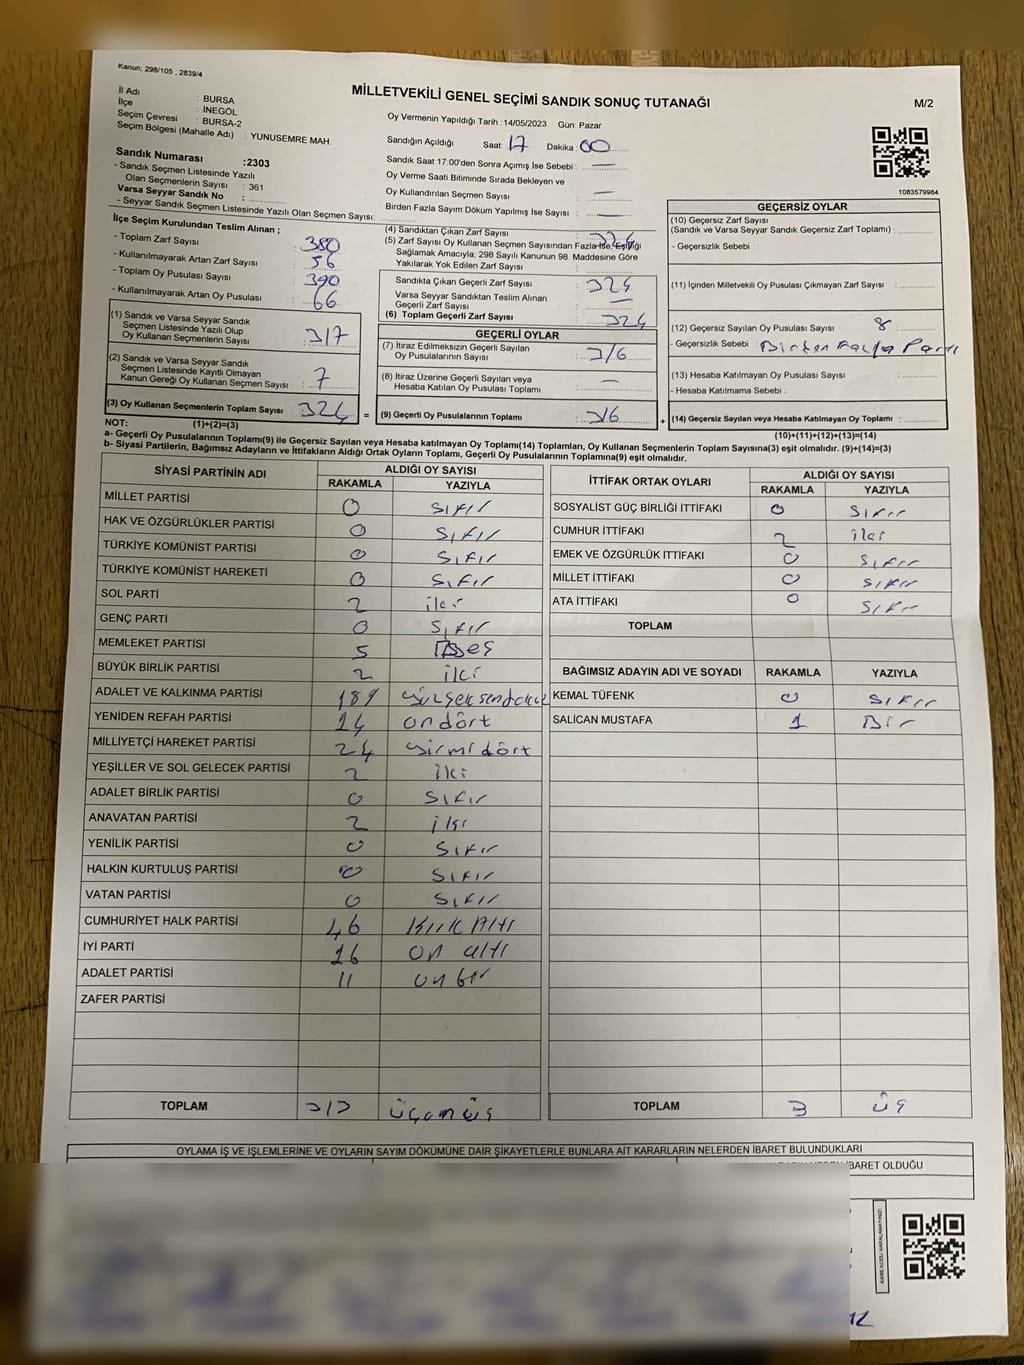 Kanun; 298/105 . 2839/4
MİLLETVEKİLİ GENEL SEÇİMİ SANDIK SONUÇ TUTANAĞI
M/2
İl Adı : BURSA
İlçe : İNEGÖL
Seçim Çevresi : BURSA-2
Seçim Bölgesi (Mahalle Adı) : YUNUSEMRE MAH.
Sandık Numarası :2303
- Sandık Seçmen Listesinde Yazılı
Olan Seçmenlerin Sayısı : 361
Varsa Seyyar Sandık No :
- Seyyar Sandık Seçmen Listesinde Yazılı Olan Seçmen Sayısı:
Oy Vermenin Yapıldığı Tarih : 14/05/2023 Gün: Pazar
Sandığın Açıldığı Saat: 17 Dakika : 00
Sandık Saat 17:00'den Sonra Açımış İse Sebebi : —
Oy Verme Saati Bitiminde Sırada Bekleyen ve
Oy Kullandırılan Seçmen Sayısı : —
Birden Fazla Sayım Döküm Yapılmış İse Sayısı : —
1083579984
İlçe Seçim Kurulundan Teslim Alınan ;
- Toplam Zarf Sayısı : 380
- Kullanılmayarak Artan Zarf Sayısı : 56
- Toplam Oy Pusulası Sayısı : 390
- Kullanılmayarak Artan Oy Pusulası : 66
(1) Sandık ve Varsa Seyyar Sandık
Seçmen Listesinde Yazılı Olup
Oy Kullanan Seçmenlerin Sayısı : 317
(2) Sandık ve Varsa Seyyar Sandık
Seçmen Listesinde Kayıtlı Olmayan
Kanun Gereği Oy Kullanan Seçmen Sayısı : 7
(3) Oy Kullanan Seçmenlerin Toplam Sayısı 324
(4) Sandıktan Çıkan Zarf Sayısı : 324
(5) Zarf Sayısı Oy Kullanan Seçmen Sayısından Fazla İse, Eşitliği
Sağlamak Amacıyla, 298 Sayılı Kanunun 98. Maddesine Göre
Yakılarak Yok Edilen Zarf Sayısı :
Sandıkta Çıkan Geçerli Zarf Sayısı : 324
Varsa Seyyar Sandıktan Teslim Alınan
Geçerli Zarf Sayısı : —
(6) Toplam Geçerli Zarf Sayısı : 324
GEÇERLİ OYLAR
(7) İtiraz Edilmeksizin Geçerli Sayılan
Oy Pusulalarının Sayısı : 316
(8) İtiraz Üzerine Geçerli Sayılan veya
Hesaba Katılan Oy Pusulası Toplamı : —
= (9) Geçerli Oy Pusulalarının Toplamı : 316
GEÇERSİZ OYLAR
(10) Geçersiz Zarf Sayısı
(Sandık ve Varsa Seyyar Sandık Geçersiz Zarf Toplamı) :
- Geçersizlik Sebebi :
(11) İçinden Milletvekili Oy Pusulası Çıkmayan Zarf Sayısı :
(12) Geçersiz Sayılan Oy Pusulası Sayısı : 8
- Geçersizlik Sebebi : Birden Fazla Parti
(13) Hesaba Katılmayan Oy Pusulası Sayısı :
- Hesaba Katılmama Sebebi :
+ (14) Geçersiz Sayılan veya Hesaba Katılmayan Oy Toplamı :
NOT: (1)+(2)=(3)
(10)+(11)+(12)+(13)=(14)
a- Geçerli Oy Pusulalarının Toplamı(9) ile Geçersiz Sayılan veya Hesaba katılmayan Oy Toplam(14) Toplamları, Oy Kullanan Seçmenlerin Toplam Sayısına(3) eşit olmalıdır. (9)+(14)=(3)
b- Siyasi Partilerin, Bağımsız Adayların ve İttifakların Aldığı Ortak Oyların Toplamı, Geçerli Oy Pusulalarının Toplamına(9) eşit olmalıdır.
SİYASİ PARTİNİN ADI ALDIĞI OY SAYISI
RAKAMLA YAZIYLA
MİLLET PARTİSİ 0 Sıfır
HAK VE ÖZGÜRLÜKLER PARTİSİ 0 Sıfır
TÜRKİYE KOMÜNİST PARTİSİ 0 Sıfır
TÜRKİYE KOMÜNİST HAREKETİ 0 Sıfır
SOL PARTİ 2 iki
GENÇ PARTİ 0 Sıfır
MEMLEKET PARTİSİ 5 Beş
BÜYÜK BİRLİK PARTİSİ 2 iki
ADALET VE KALKINMA PARTİSİ 189 yüzseksendokuz
YENİDEN REFAH PARTİSİ 14 on dört
MİLLİYETÇİ HAREKET PARTİSİ 24 yirmi dört
YEŞİLLER VE SOL GELECEK PARTİSİ 2 iki
ADALET BİRLİK PARTİSİ 0 Sıfır
ANAVATAN PARTİSİ 2 iki
YENİLİK PARTİSİ 0 Sıfır
HALKIN KURTULUŞ PARTİSİ 0 Sıfır
VATAN PARTİSİ 0 Sıfır
CUMHURİYET HALK PARTİSİ 46 Kırk Altı
İYİ PARTİ 16 on altı
ADALET PARTİSİ 11 on bir
ZAFER PARTİSİ
TOPLAM 313 üçonüç
İTTİFAK ORTAK OYLARI ALDIĞI OY SAYISI
RAKAMLA YAZIYLA
SOSYALİST GÜÇ BİRLİĞİ İTTİFAKI 0 Sıfır
CUMHUR İTTİFAKI 2 iki
EMEK VE ÖZGÜRLÜK İTTİFAKI 0 Sıfır
MİLLET İTTİFAKI 0 Sıfır
ATA İTTİFAKI 0 Sıfır
TOPLAM
BAĞIMSIZ ADAYIN ADI VE SOYADI RAKAMLA YAZIYLA
KEMAL TÜFENK 0 Sıfır
SALİCAN MUSTAFA 1 Bir
TOPLAM 3 üç
OYLAMA İŞ VE İŞLEMLERİNE VE OYLARIN SAYIM DÖKÜMÜNE DAİR ŞİKAYETLERLE BUNLARA AİT KARARLARIN NELERDEN İBARET BULUNDUKLARI
İBARET OLDUĞU
KARE KODU KARALAMAYINIZ!